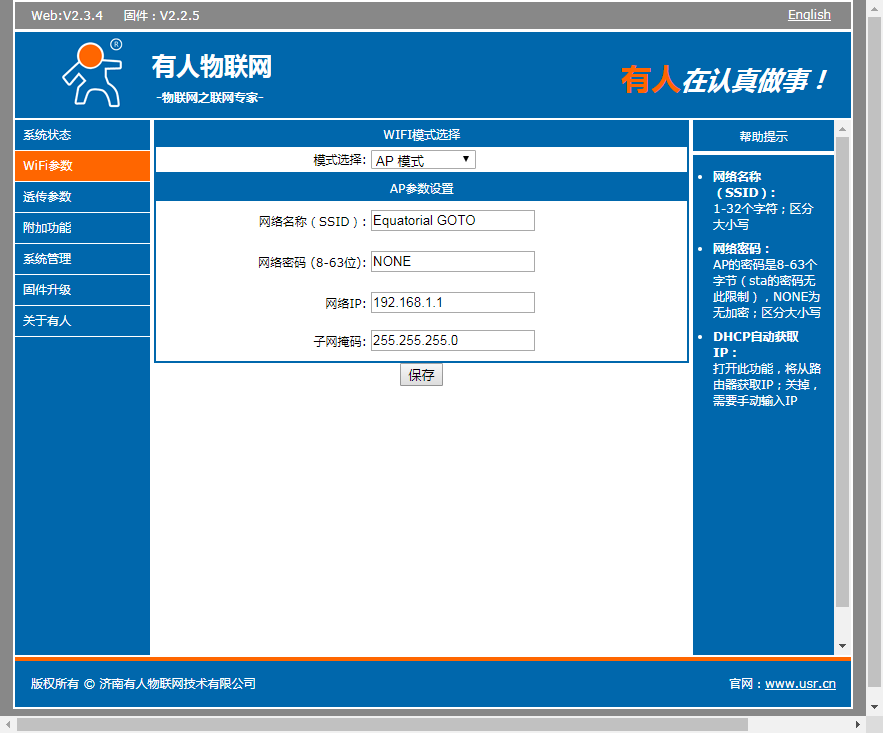 Web:V2.3.4 固件：V2.2.5 English
®
有人物联网
-物联网之联网专家-
有人在认真做事！
系统状态
WiFi参数
透传参数
附加功能
系统管理
固件升级
关于有人
WIFI模式选择
模式选择: AP 模式
AP参数设置
网络名称（SSID）: Equatorial GOTO
网络密码 (8-63位): NONE
网络IP: 192.168.1.1
子网掩码: 255.255.255.0
保存
帮助提示
网络名称
（SSID）：
1-32个字符；区分
大小写
网络密码：
AP的密码是8-63个
字节（sta的密码无
此限制），NONE为
无加密；区分大小写
DHCP自动获取
IP：
打开此功能，将从路
由器获取IP；关掉，
需要手动输入IP
版权所有 © 济南有人物联网技术有限公司 官网：www.usr.cn